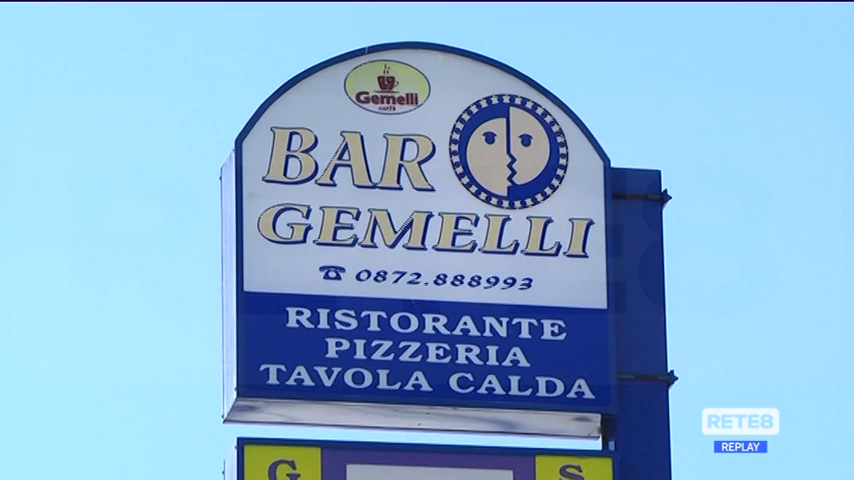 Gemelli
caffè
BAR
GEMELLI
☎ 0872.888993
RISTORANTE
PIZZERIA
TAVOLA CALDA
G S
RETE8
REPLAY